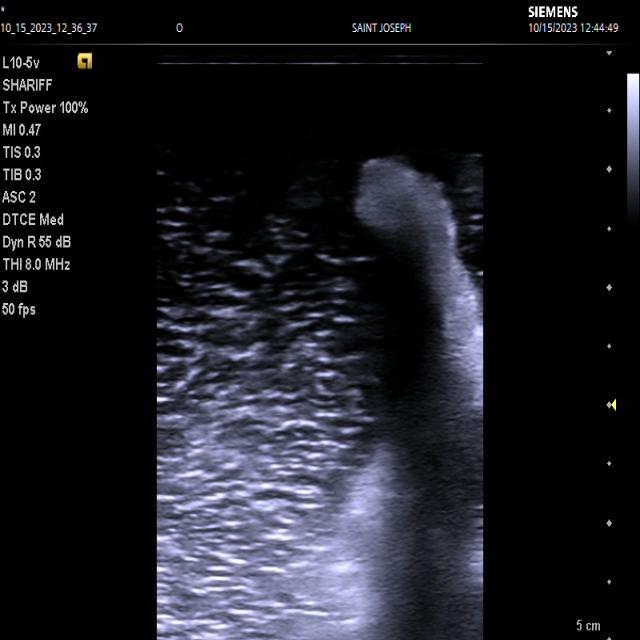 *
SIEMENS
10_15_2023_12_36_37 O SAINT JOSEPH 10/15/2023 12:44:49
L10-5v
SHARIFF
Tx Power 100%
MI 0.47
TIS 0.3
TIB 0.3
ASC 2
DTCE Med
Dyn R 55 dB
THI 8.0 MHz
3 dB
50 fps
5 cm